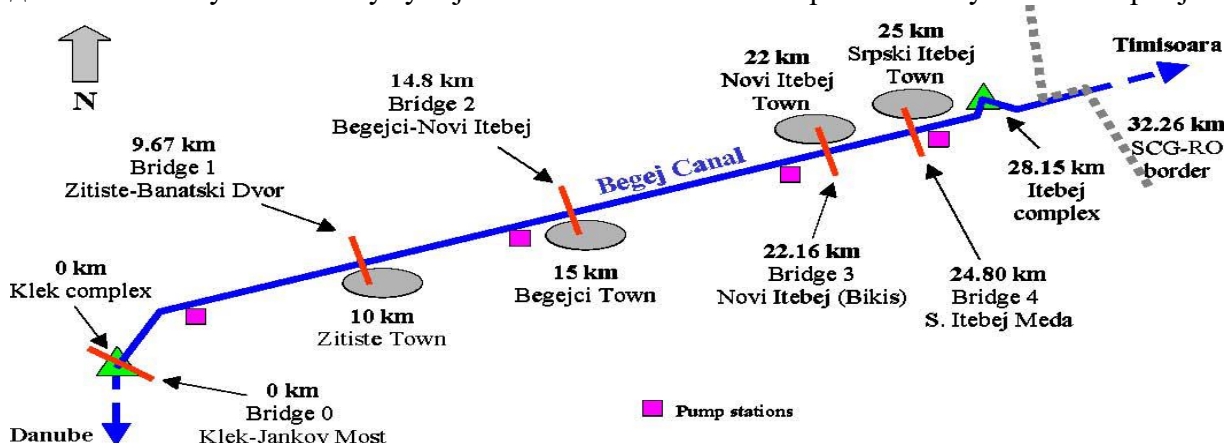 N
0 km
Klek complex
9.67 km
Bridge 1
Zitiste-Banatski Dvor
14.8 km
Bridge 2
Begejci-Novi Itebej
22 km
Novi Itebej
Town
25 km
Srpski Itebej
Town
Timisoara
32.26 km
SCG-RO
border
28.15 km
Itebej
complex
Begej Canal
24.80 km
Bridge 4
S. Itebej Meda
22.16 km
Bridge 3
Novi Itebej (Bikis)
15 km
Begejci Town
10 km
Zitiste Town
0 km
Bridge 0
Klek-Jankov Most
Danube
Pump stations